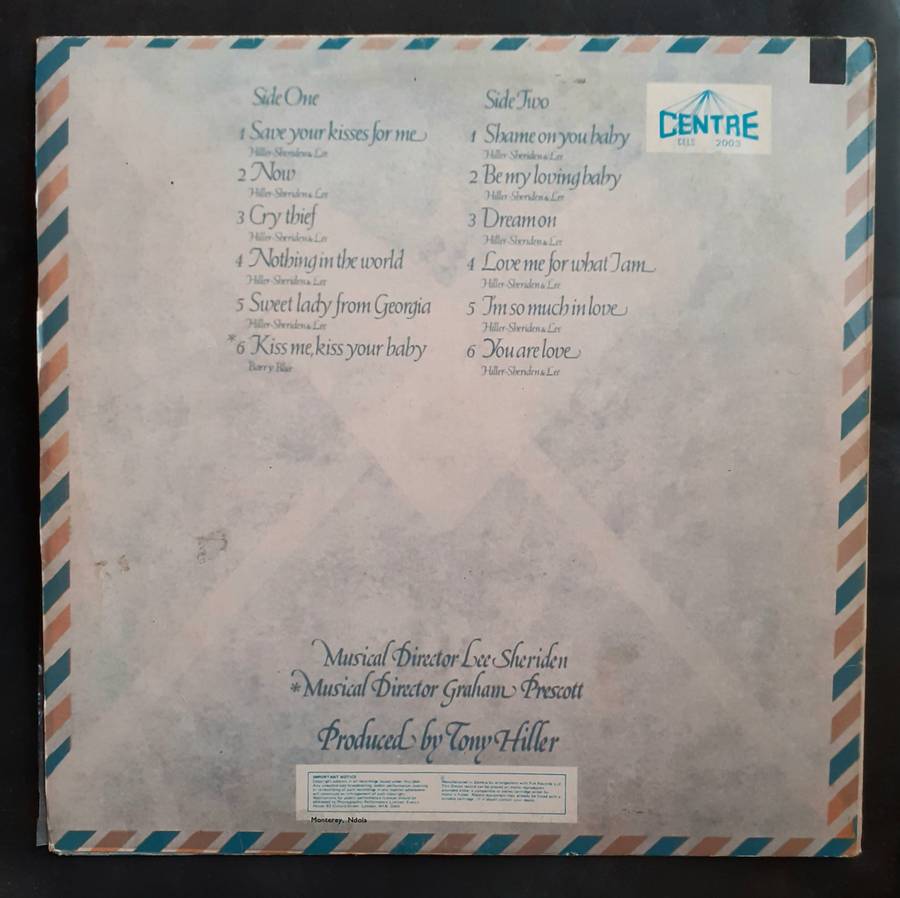 CENTRE
CELS 2003
Side One
1 Save your kisses for me
Hiller-Sheriden & Lee
2 Now
Hiller-Sheriden & Lee
3 Cry thief
Hiller-Sheriden & Lee
4 Nothing in the world
Hiller-Sheriden & Lee
5 Sweet lady from Georgia
Hiller-Sheriden & Lee
*6 Kiss me, kiss your baby
Barry Blue
Side Two
1 Shame on you baby
Hiller-Sheriden & Lee
2 Be my loving baby
Hiller-Sheriden & Lee
3 Dream on
Hiller-Sheriden & Lee
4 Love me for what I am
Hiller-Sheriden & Lee
5 I'm so much in love
Hiller-Sheriden & Lee
6 You are love
Hiller-Sheriden & Lee
Musical Director Lee Sheriden
*Musical Director Graham Prescott
Produced by Tony Hiller
IMPORTANT NOTICE
Monterey, Ndola